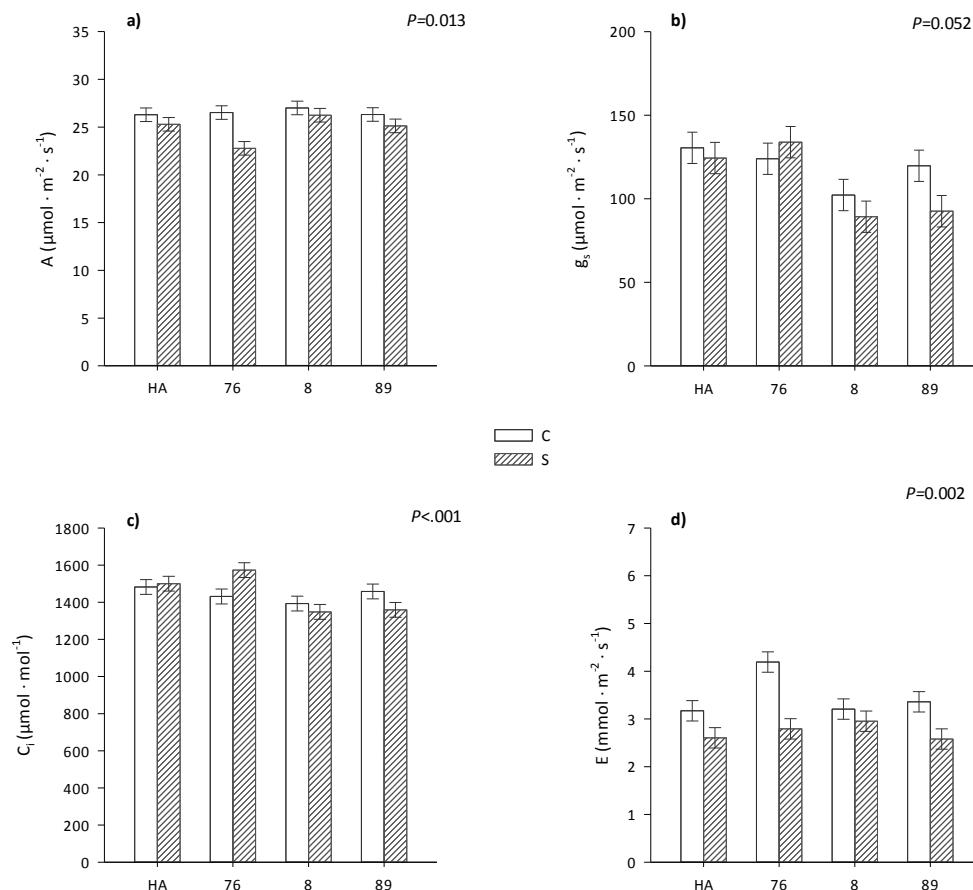 a)
P=0.013
A (µmol · m⁻² · s⁻¹)
35
30
25
20
15
10
5
0
HA 76 8 89
b)
P=0.052
gₛ (µmol · m⁻² · s⁻¹)
200
150
100
50
0
HA 76 8 89
C
S
c)
P<.001
Cᵢ (µmol · mol⁻¹)
1800
1600
1400
1200
1000
800
600
400
200
0
HA 76 8 89
d)
P=0.002
E (mmol · m⁻² · s⁻¹)
7
6
5
4
3
2
1
0
HA 76 8 89